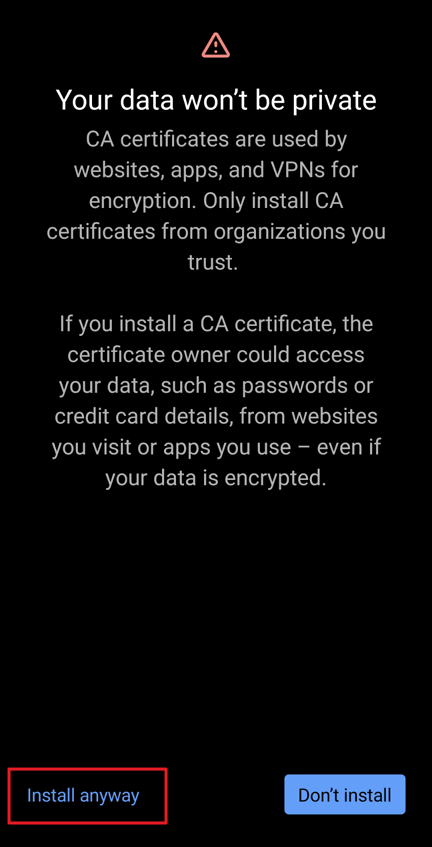 Your data won’t be private
CA certificates are used by
websites, apps, and VPNs for
encryption. Only install CA
certificates from organizations you
trust.
If you install a CA certificate, the
certificate owner could access
your data, such as passwords or
credit card details, from websites
you visit or apps you use – even if
your data is encrypted.
Install anyway
Don’t install